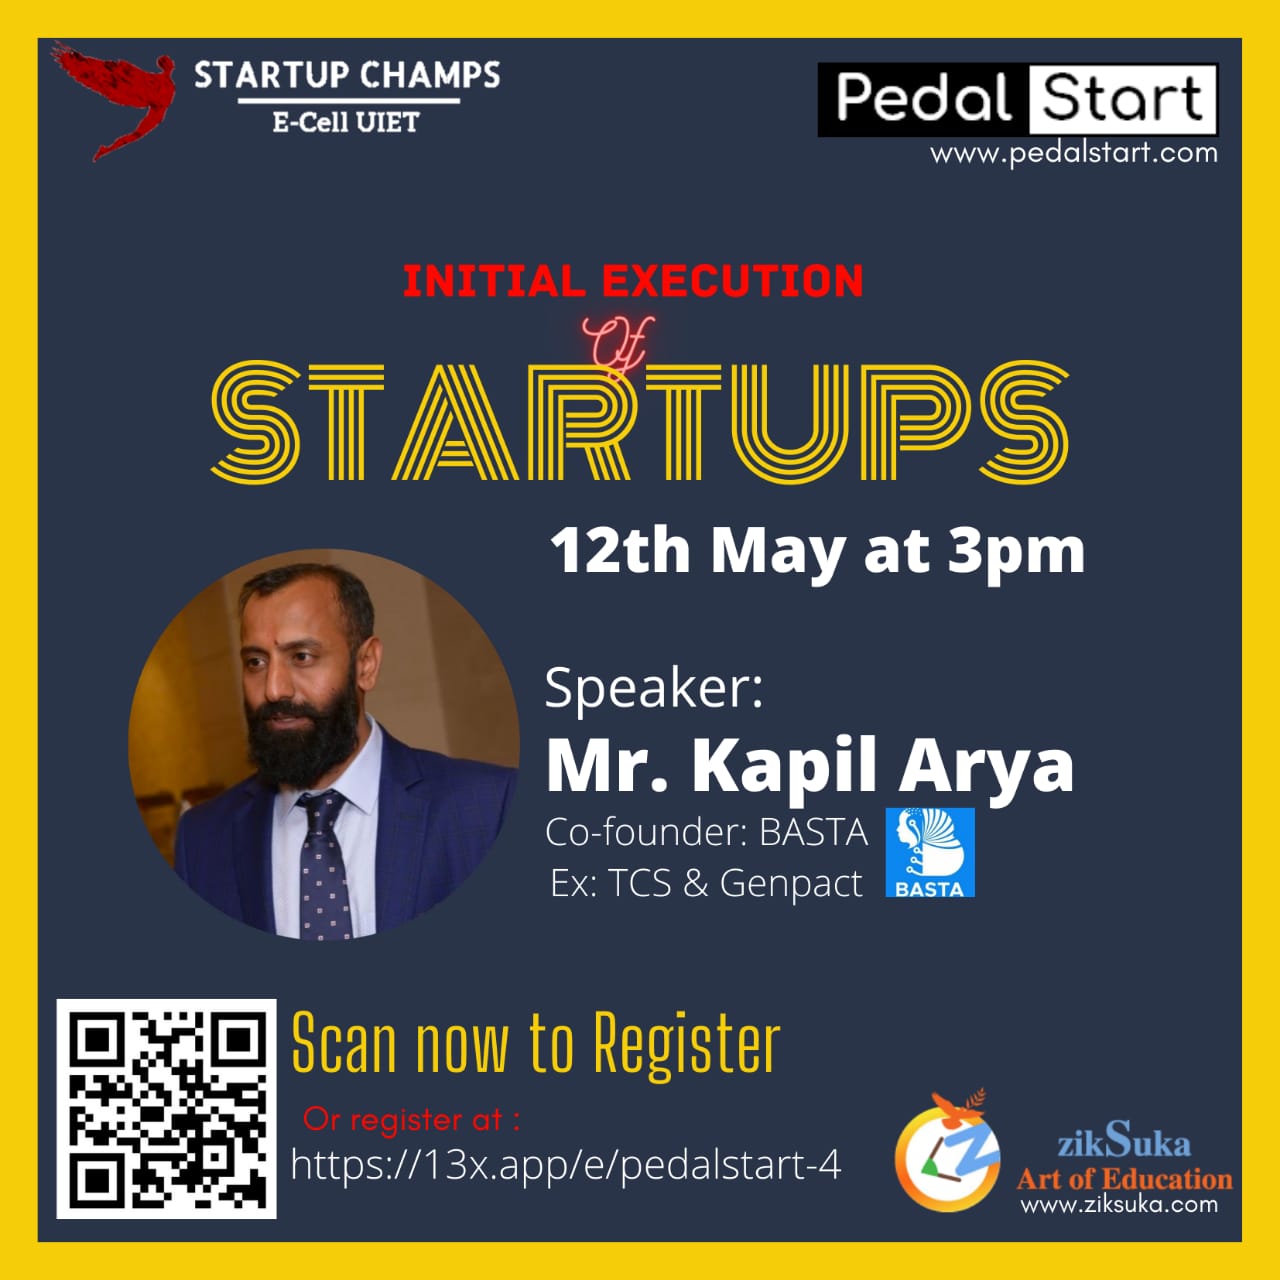 STARTUP CHAMPS
E-Cell UIET
Pedal Start
www.pedalstart.com
INITIAL EXECUTION
Of
STARTUPS
12th May at 3pm
Speaker:
Mr. Kapil Arya
Co-founder: BASTA
Ex: TCS & Genpact
BASTA
Scan now to Register
Or register at :
https://13x.app/e/pedalstart-4
zikSuka
Art of Education
www.ziksuka.com